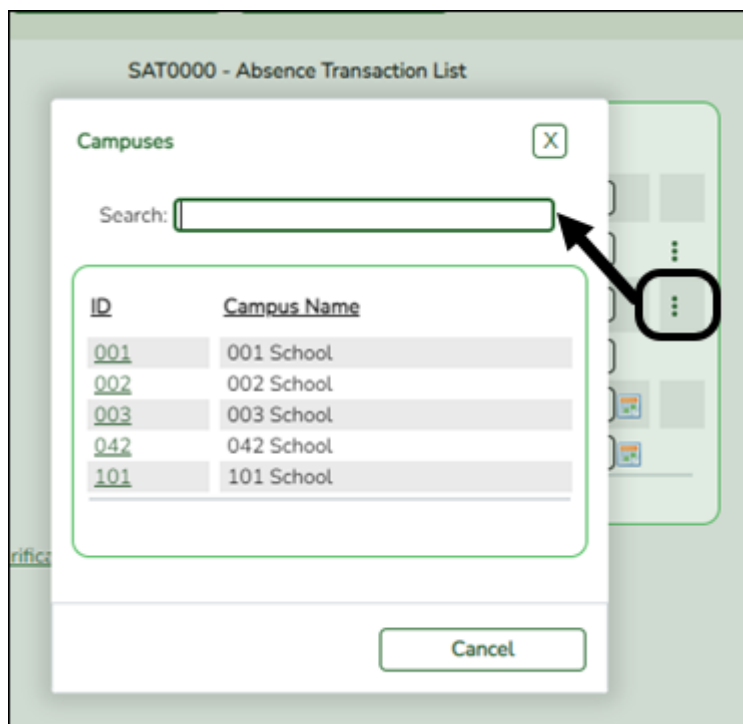 SAT0000 - Absence Transaction List
Campuses
X
Search:
ID Campus Name
001 001 School
002 002 School
003 003 School
042 042 School
101 101 School
Cancel